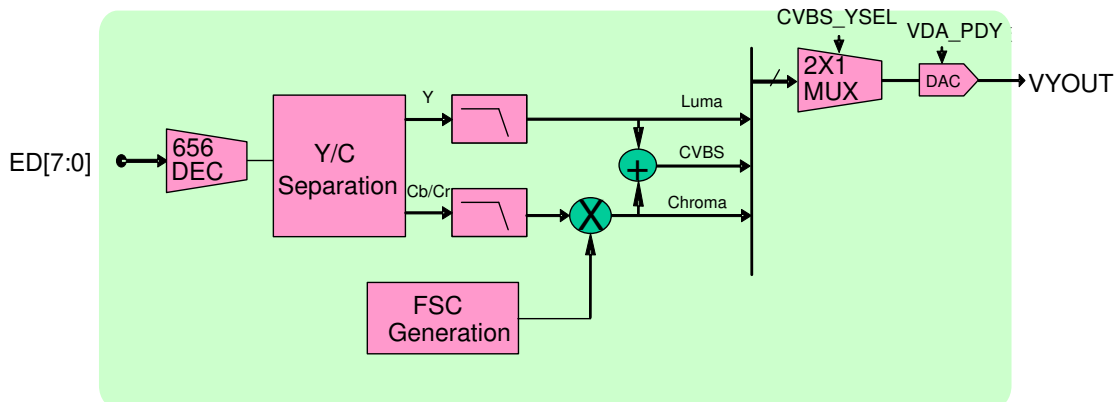 CVBS_YSEL
VDA_PDY
2X1
MUX
DAC
VYOUT
Y
Luma
656
DEC
Y/C
Separation
ED[7:0]
+
CVBS
Cb/Cr
X
Chroma
FSC
Generation